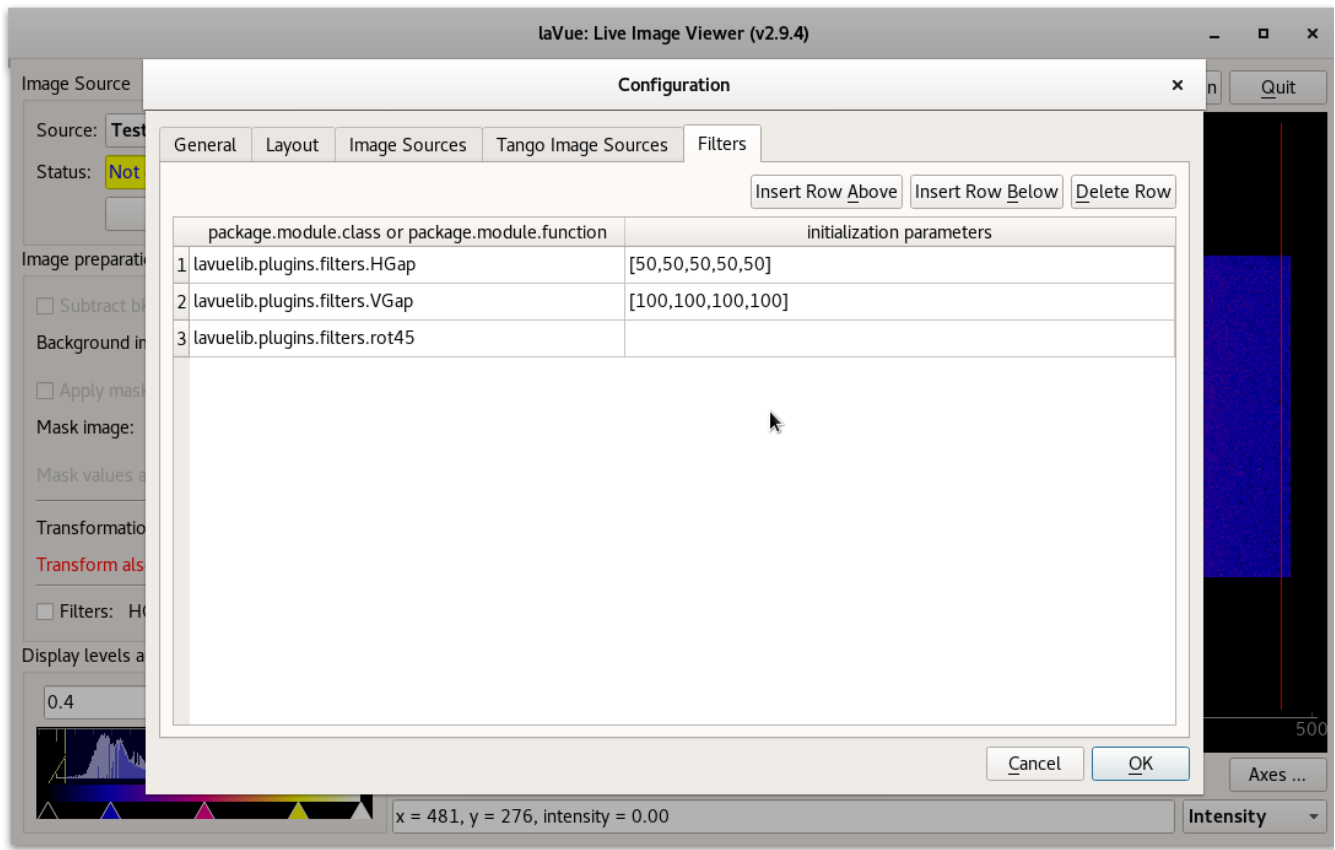 laVue: Live Image Viewer (v2.9.4)
Configuration
Image Source
Quit
Source: Test
Status: Not
General Layout Image Sources Tango Image Sources Filters
Insert Row Above Insert Row Below Delete Row
package.module.class or package.module.function initialization parameters
1 lavuelib.plugins.filters.HGap [50,50,50,50,50]
2 lavuelib.plugins.filters.VGap [100,100,100,100]
3 lavuelib.plugins.filters.rot45
Image preparati
Subtract
Background
Apply mask
Mask image:
Mask values
Transformatio
Transform als
Filters:
Display levels a
0.4
500
Cancel OK
Axes ...
x = 481, y = 276, intensity = 0.00
Intensity